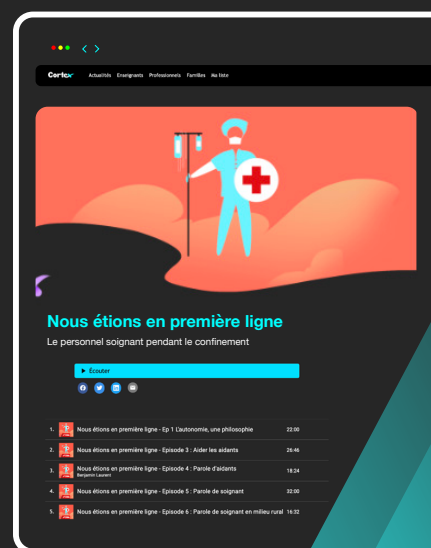 Cortex Actualités Enseignants Professionnels Familles Ma liste
Nous étions en première ligne
Le personnel soignant pendant le confinement
Écouter
1. Nous étions en première ligne - Ep 1 L'autonomie, une philosophie 22:00
2. Nous étions en première ligne - Episode 3 : Aider les aidants 26:46
3. Nous étions en première ligne - Episode 4 : Parole d'aidants 18:24
Benjamin Laurent
4. Nous étions en première ligne - Episode 5 : Parole de soignant 32:00
5. Nous étions en première ligne - Episode 6 : Parole de soignant en milieu rural 16:32